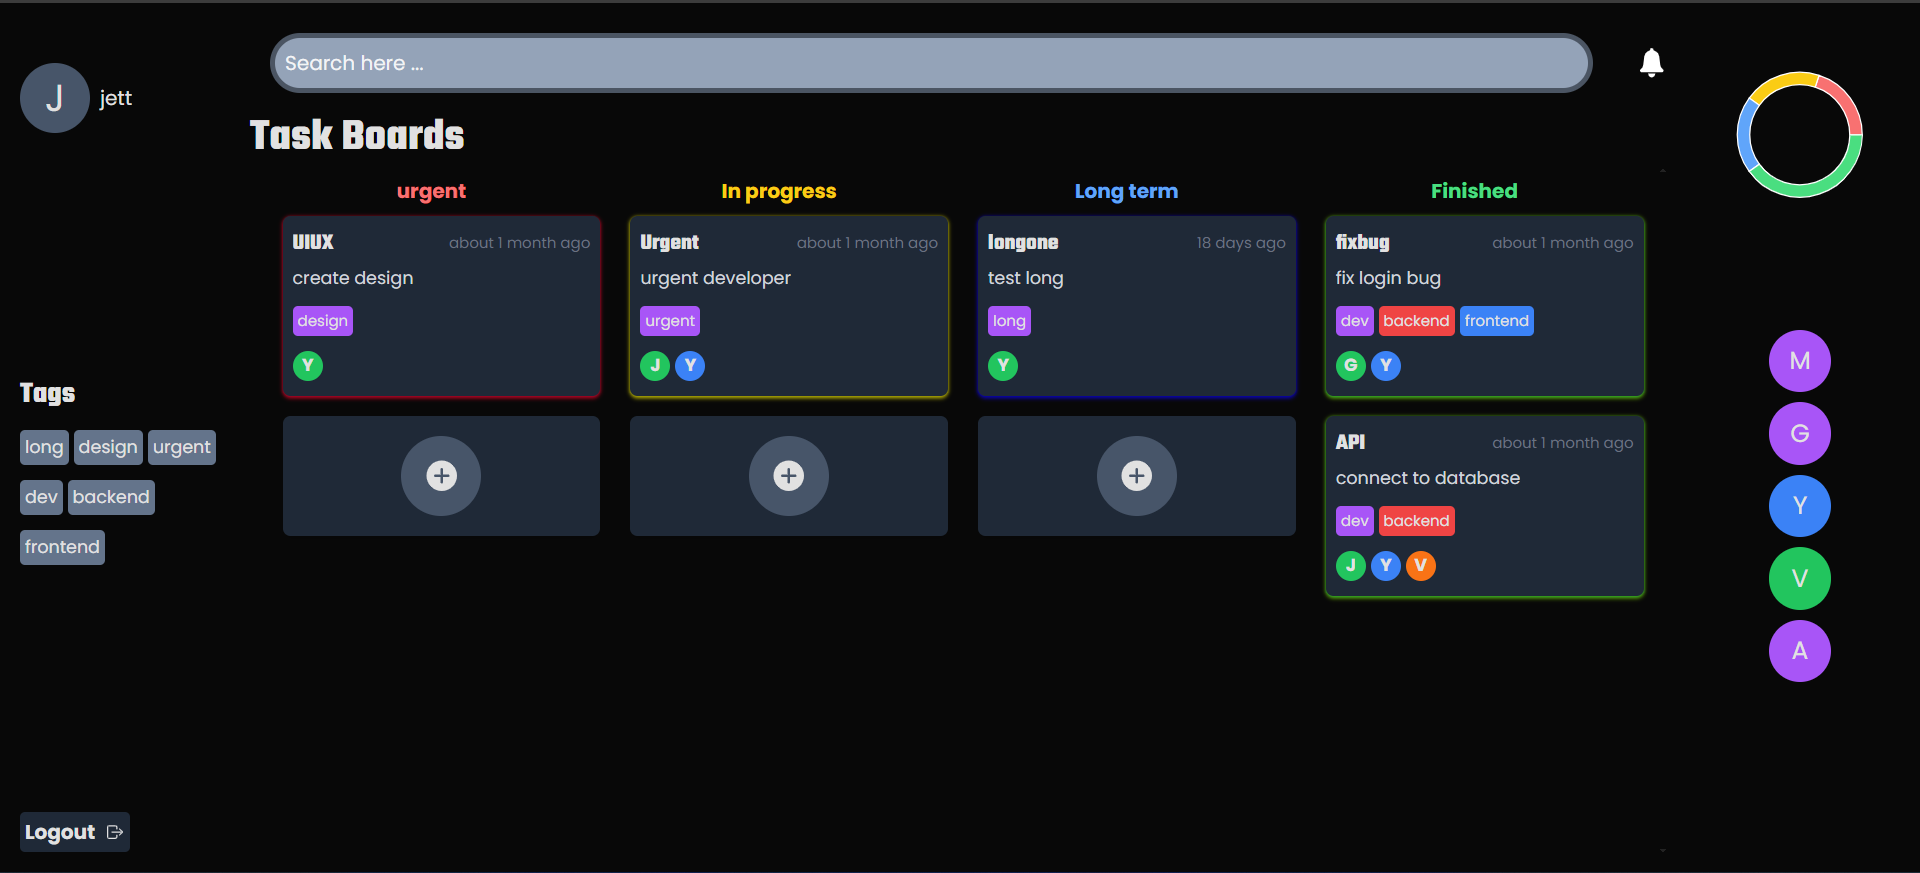 J jett
Search here ...
Task Boards
Tags
long design urgent
dev backend
frontend
Logout
urgent
UIUX about 1 month ago
create design
design
Y
In progress
Urgent about 1 month ago
urgent developer
urgent
J Y
Long term
longone 18 days ago
test long
long
Y
Finished
fixbug about 1 month ago
fix login bug
dev backend frontend
G Y
API about 1 month ago
connect to database
dev backend
J Y V
M
G
Y
V
A